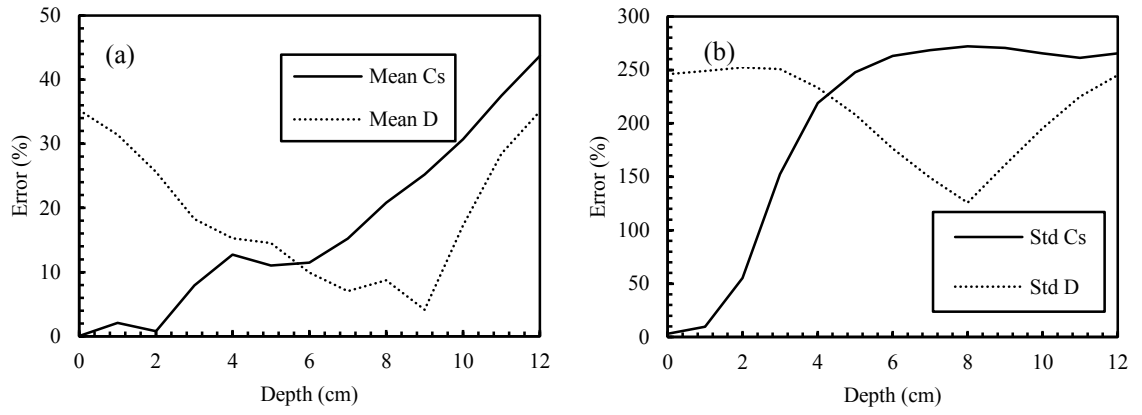 (a)
Mean Cs
Mean D
Error (%)
50
40
30
20
10
0
0 2 4 6 8 10 12
Depth (cm)
(b)
Std Cs
Std D
Error (%)
300
250
200
150
100
50
0
0 2 4 6 8 10 12
Depth (cm)